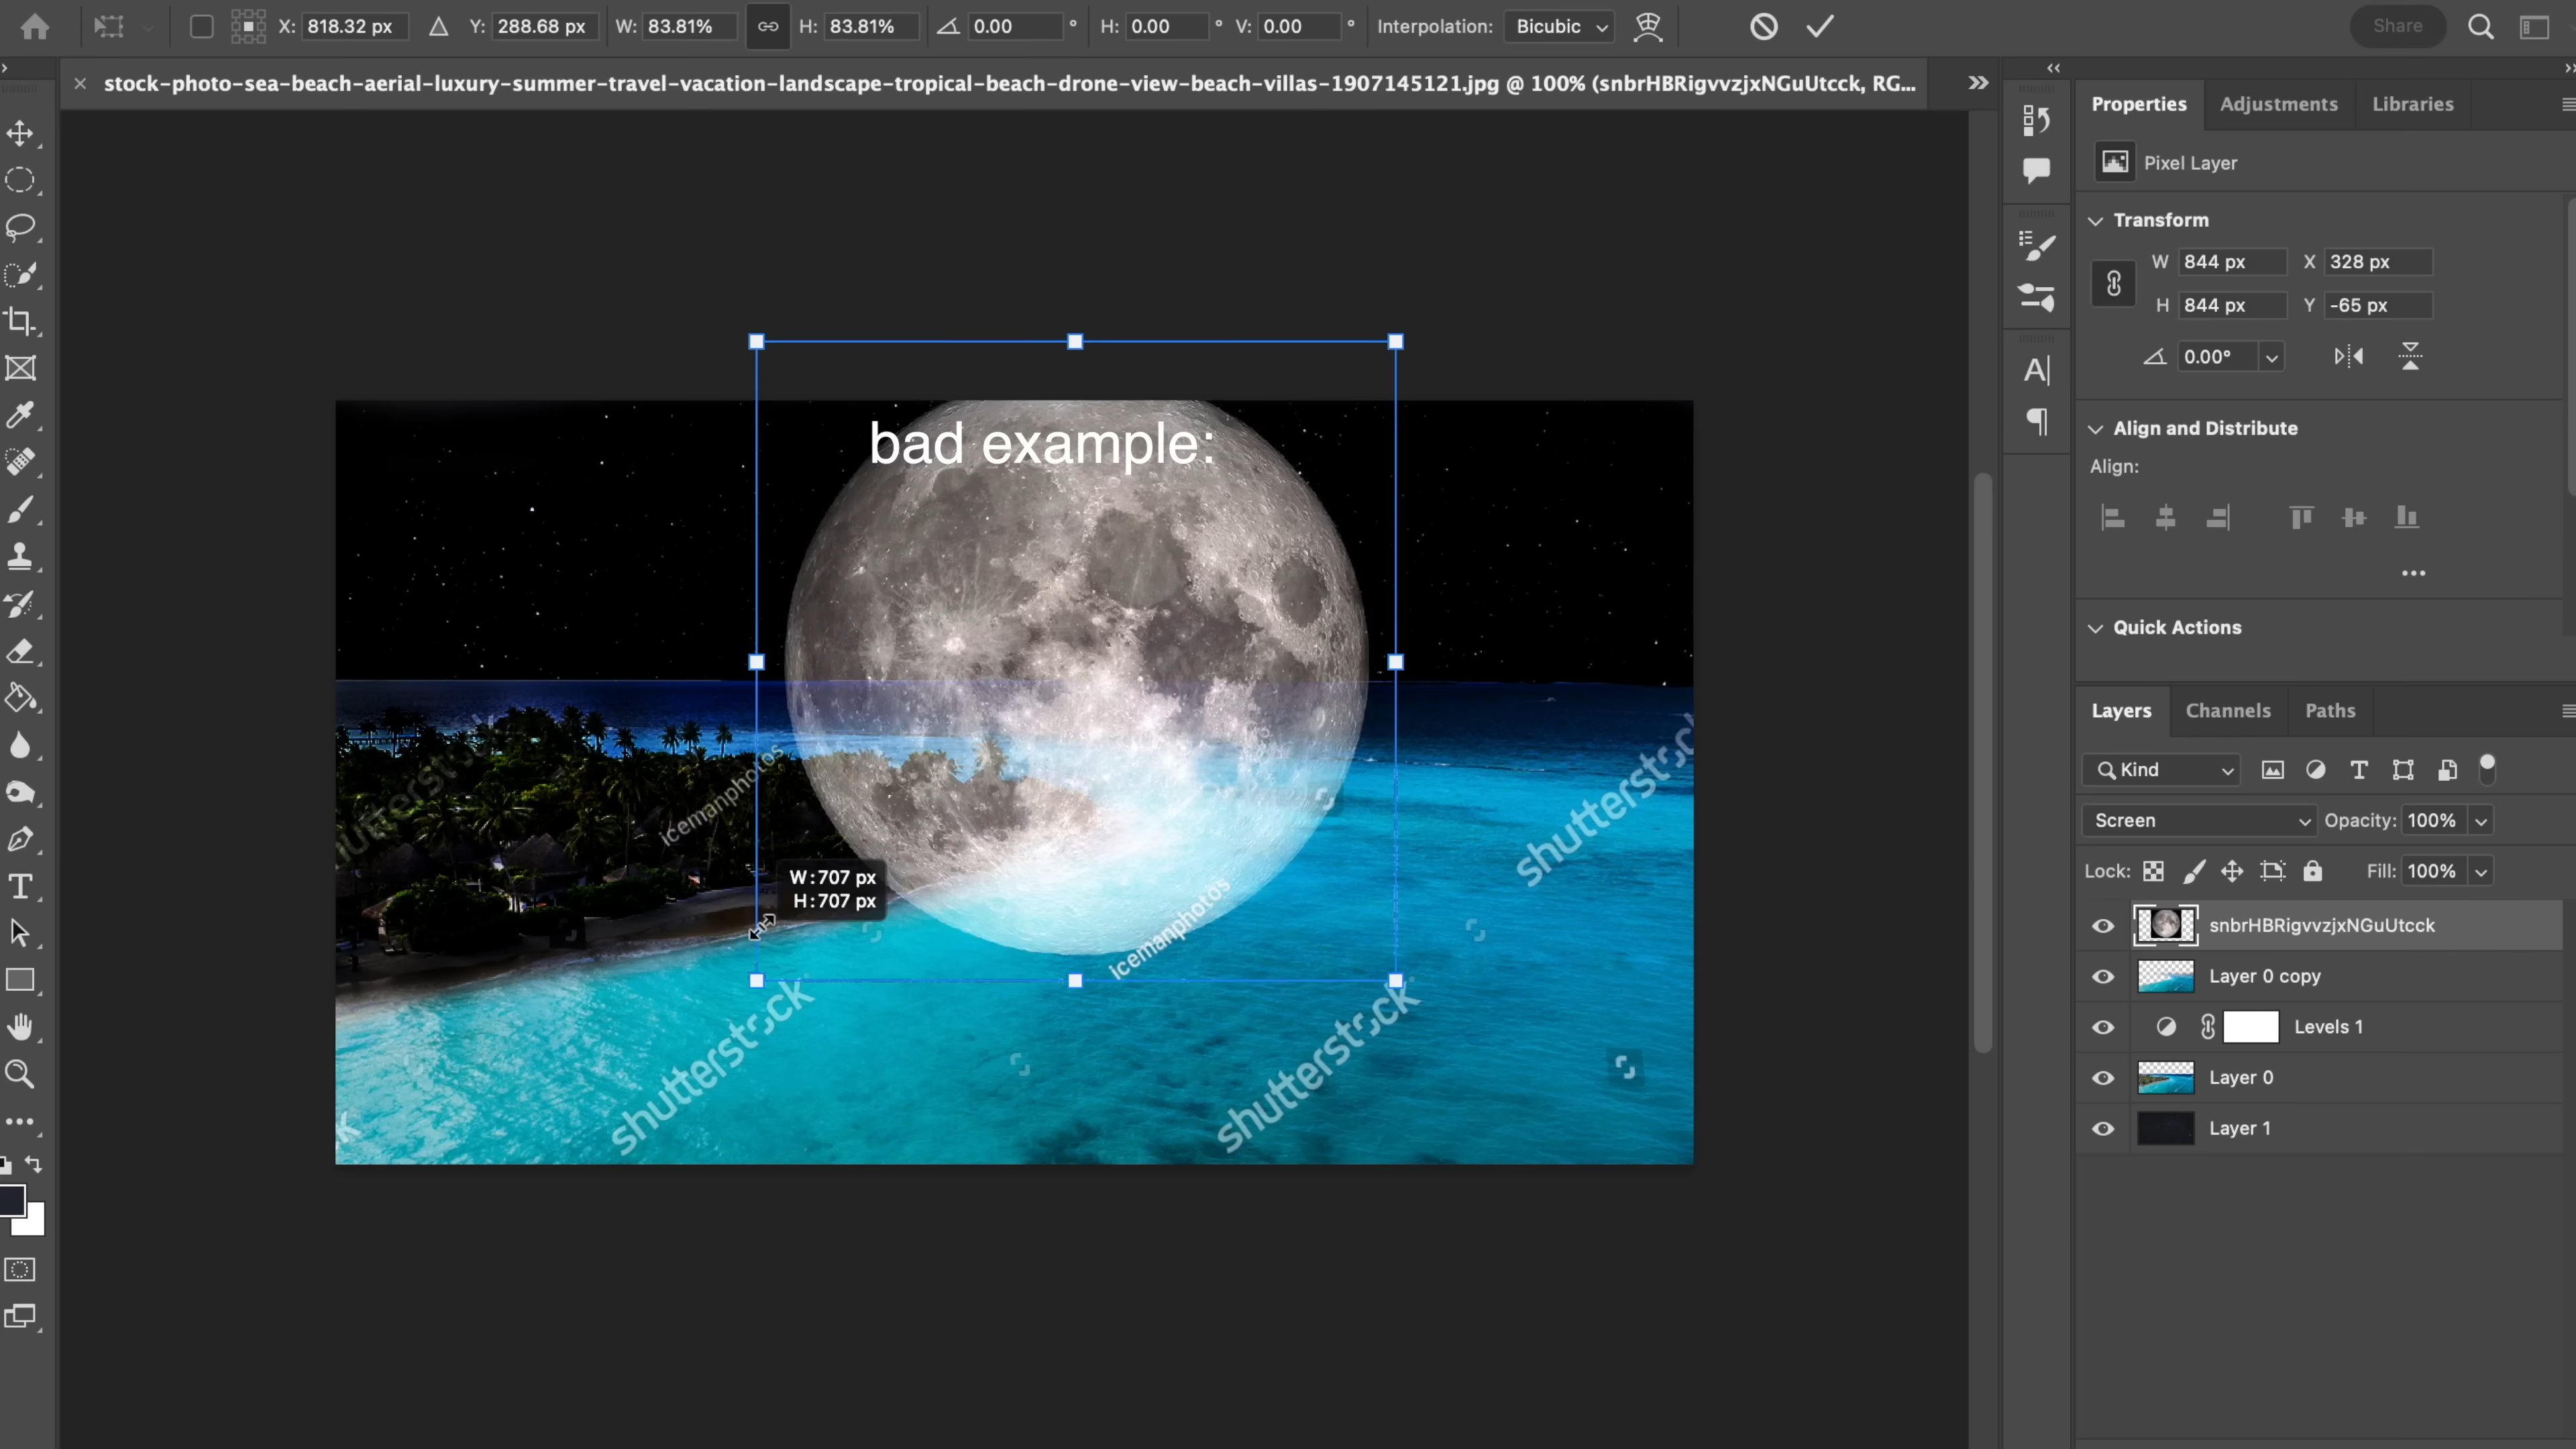 X: 818.32 px Y: 288.68 px W: 83.81% H: 83.81% 0.00 ° H: 0.00 ° V: 0.00 ° Interpolation: Bicubic Share
× stock-photo-sea-beach-aerial-luxury-summer-travel-vacation-landscape-tropical-beach-drone-view-beach-villas-1907145121.jpg @ 100% (snbrHBRigvvzjxNGuUtcck, RG...
Properties Adjustments Libraries
Pixel Layer
Transform
W 844 px X 328 px
H 844 px Y -65 px
0.00°
Align and Distribute
Align:
Quick Actions
bad example:
shutterstock
icemanphotos
shutterstock
W: 707 px
H: 707 px
icemanphotos
shutterstock
shutterstock
k
Layers Channels Paths
Kind
Screen Opacity: 100%
Lock: Fill: 100%
snbrHBRigvvzjxNGuUtcck
Layer 0 copy
Levels 1
Layer 0
Layer 1